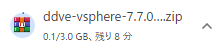 ddve-vsphere-7.7.0....zip
0.1/3.0 GB、残り 8 分